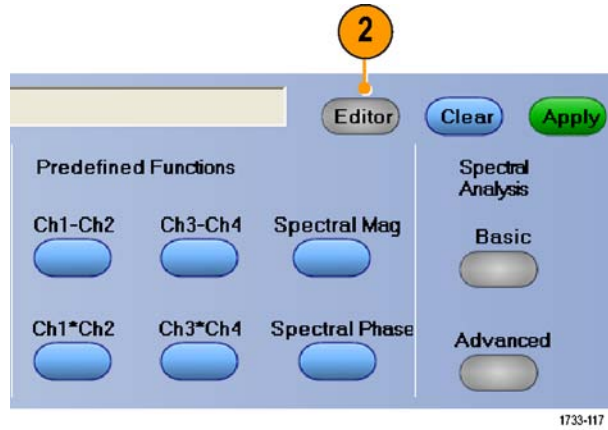 2
Editor Clear Apply
Predefined Functions
Spectral
Analysis
Ch1-Ch2 Ch3-Ch4 Spectral Mag
Basic
Ch1*Ch2 Ch3*Ch4 Spectral Phase
Advanced
1733-117